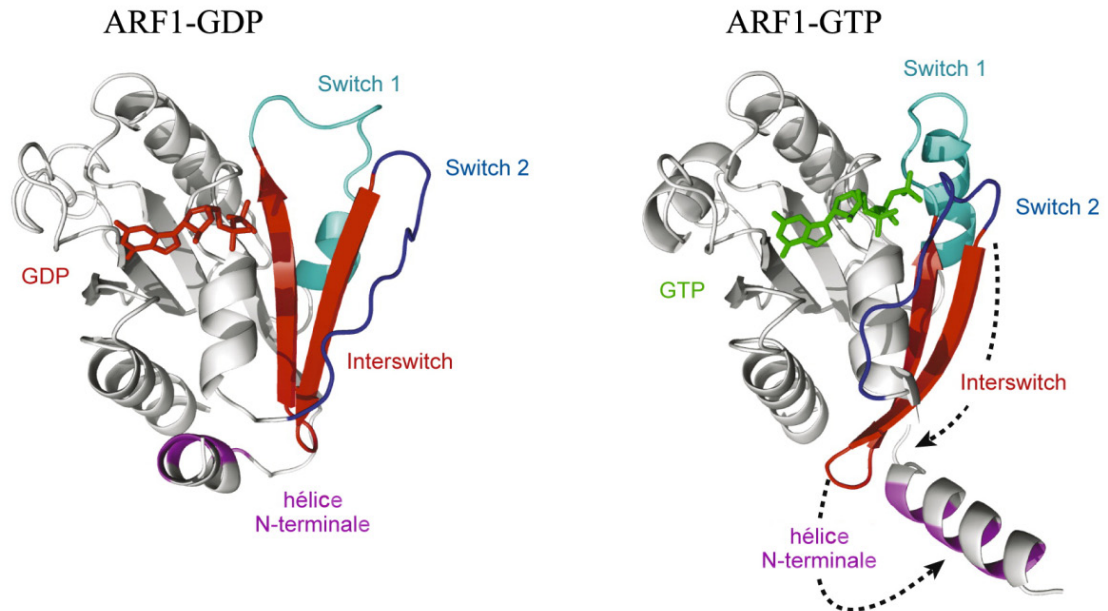 ARF1-GDP
Switch 1
Switch 2
GDP
Interswitch
hélice
N-terminale
ARF1-GTP
Switch 1
Switch 2
GTP
Interswitch
hélice
N-terminale